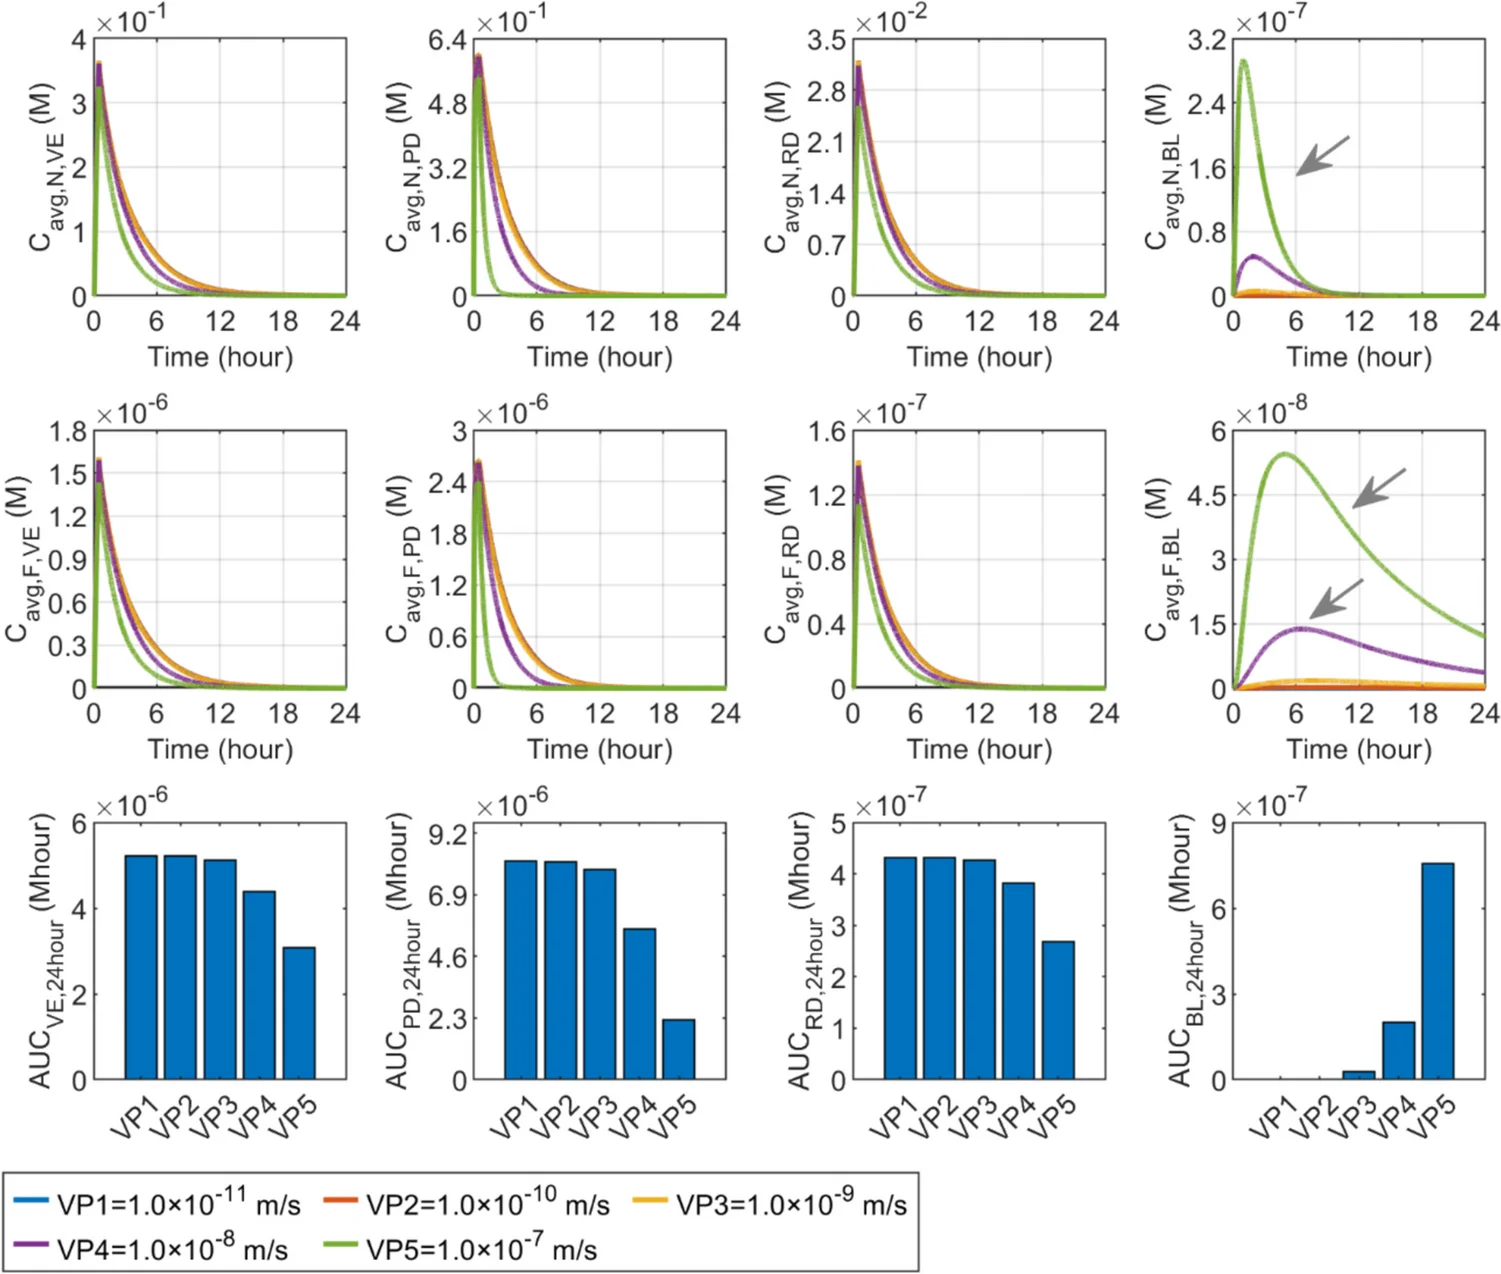 ×10⁻¹ ×10⁻¹ ×10⁻² ×10⁻⁷
C_avg,N,VE (M)
4
3
2
1
0
0 6 12 18 24
Time (hour)
C_avg,N,PD (M)
6.4
4.8
3.2
1.6
0
0 6 12 18 24
Time (hour)
C_avg,N,RD (M)
3.5
2.8
2.1
1.4
0.7
0
0 6 12 18 24
Time (hour)
C_avg,N,BL (M)
3.2
2.4
1.6
0.8
0
0 6 12 18 24
Time (hour)
×10⁻⁶ ×10⁻⁶ ×10⁻⁷ ×10⁻⁸
C_avg,F,VE (M)
1.8
1.5
1.2
0.9
0.6
0.3
0
0 6 12 18 24
Time (hour)
C_avg,F,PD (M)
3
2.4
1.8
1.2
0.6
0
0 6 12 18 24
Time (hour)
C_avg,F,RD (M)
1.6
1.2
0.8
0.4
0
0 6 12 18 24
Time (hour)
C_avg,F,BL (M)
6
4.5
3
1.5
0
0 6 12 18 24
Time (hour)
×10⁻⁶ ×10⁻⁶ ×10⁻⁷ ×10⁻⁷
AUC_VE,24hour (Mhour)
6
4
2
0
VP1 VP2 VP3 VP4 VP5
AUC_PD,24hour (Mhour)
9.2
6.9
4.6
2.3
0
VP1 VP2 VP3 VP4 VP5
AUC_RD,24hour (Mhour)
5
4
3
2
1
0
VP1 VP2 VP3 VP4 VP5
AUC_BL,24hour (Mhour)
9
6
3
0
VP1 VP2 VP3 VP4 VP5
VP1=1.0×10⁻¹¹ m/s VP2=1.0×10⁻¹⁰ m/s VP3=1.0×10⁻⁹ m/s
VP4=1.0×10⁻⁸ m/s VP5=1.0×10⁻⁷ m/s